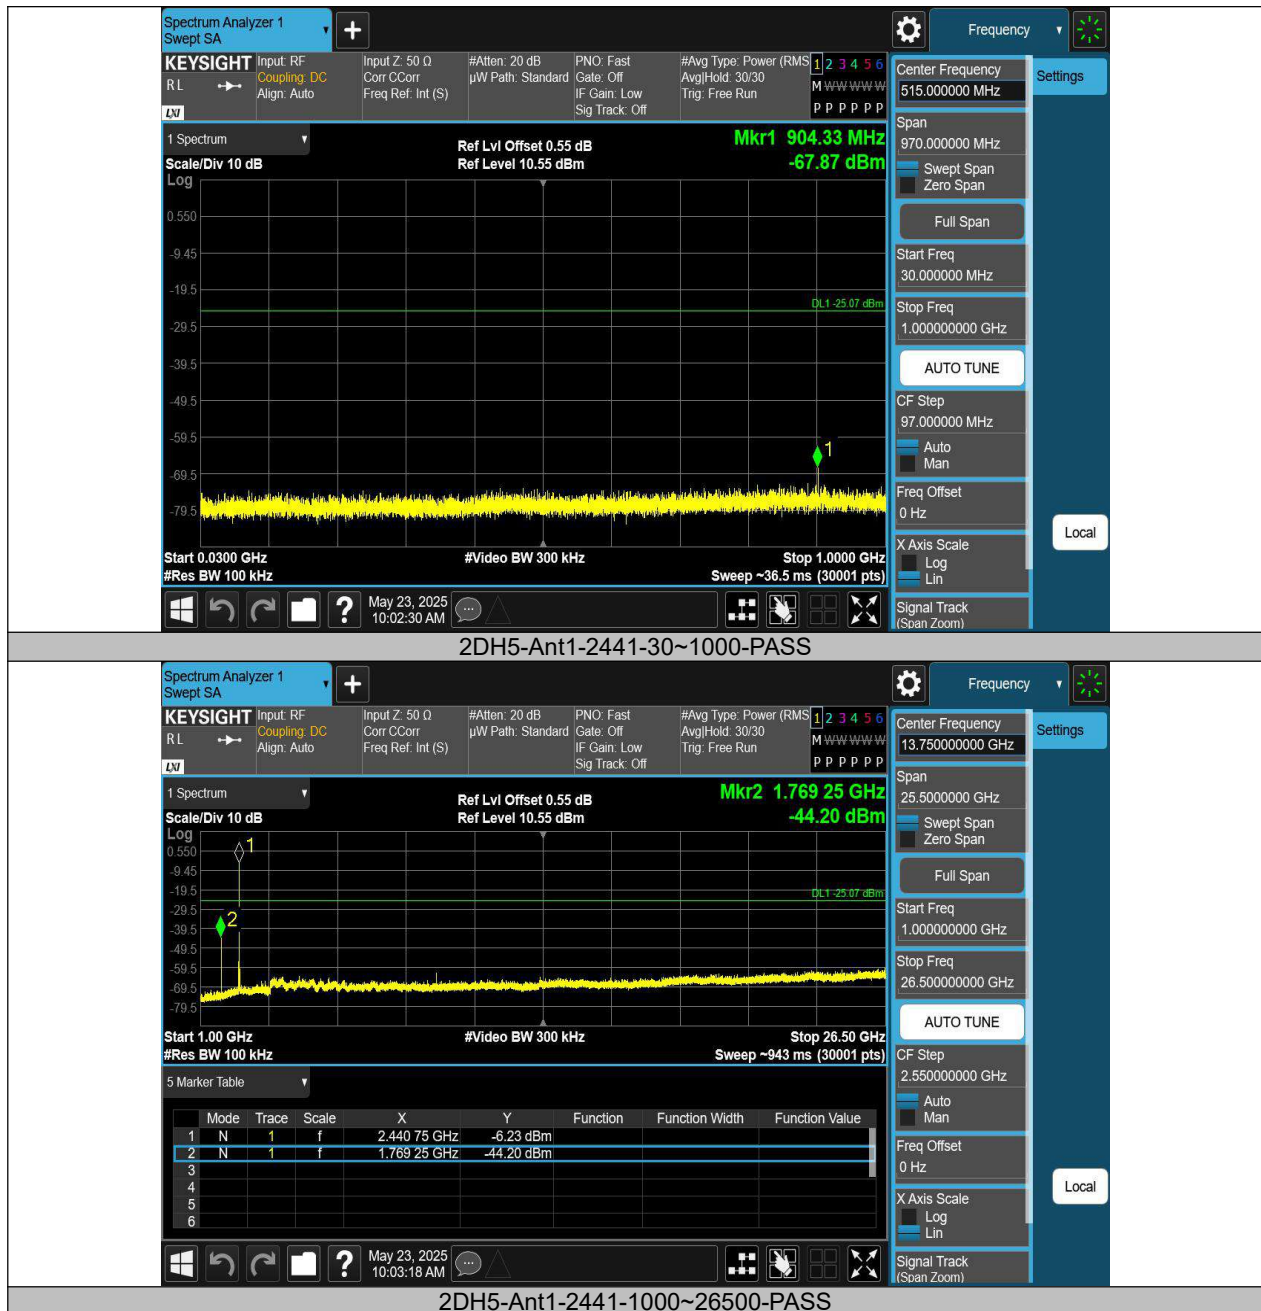 Spectrum Analyzer 1
Swept SA
Frequency
KEYSIGHT
R L
LXI
Input: RF
Coupling: DC
Align: Auto
Input Z: 50 Ω
Corr CCorr
Freq Ref: Int (S)
#Atten: 20 dB
µW Path: Standard
PNO: Fast
Gate: Off
IF Gain: Low
Sig Track: Off
#Avg Type: Power (RMS
Avg|Hold: 30/30
Trig: Free Run
1 2 3 4 5 6
M W W W W W
P P P P P P
1 Spectrum
Scale/Div 10 dB
Log
Ref Lvl Offset 0.55 dB
Ref Level 10.55 dBm
Mkr1 904.33 MHz
-67.87 dBm
0.550
-9.45
-19.5
DL1 -25.07 dBm
-29.5
-39.5
-49.5
-59.5
1
-69.5
-79.5
Start 0.0300 GHz
#Res BW 100 kHz
#Video BW 300 kHz
Stop 1.0000 GHz
Sweep ~36.5 ms (30001 pts)
?
May 23, 2025
10:02:30 AM
Center Frequency
515.000000 MHz
Span
970.000000 MHz
Swept Span
Zero Span
Full Span
Start Freq
30.000000 MHz
Stop Freq
1.000000000 GHz
AUTO TUNE
CF Step
97.000000 MHz
Auto
Man
Freq Offset
0 Hz
X Axis Scale
Log
Lin
Signal Track
(Span Zoom)
Settings
Local
2DH5-Ant1-2441-30~1000-PASS
Spectrum Analyzer 1
Swept SA
Frequency
KEYSIGHT
R L
LXI
Input: RF
Coupling: DC
Align: Auto
Input Z: 50 Ω
Corr CCorr
Freq Ref: Int (S)
#Atten: 20 dB
µW Path: Standard
PNO: Fast
Gate: Off
IF Gain: Low
Sig Track: Off
#Avg Type: Power (RMS
Avg|Hold: 30/30
Trig: Free Run
1 2 3 4 5 6
M W W W W W
P P P P P P
1 Spectrum
Scale/Div 10 dB
Log
Ref Lvl Offset 0.55 dB
Ref Level 10.55 dBm
Mkr2 1.769 25 GHz
-44.20 dBm
1
0.550
-9.45
-19.5
DL1 -25.07 dBm
-29.5
2
-39.5
-49.5
-59.5
-69.5
-79.5
Start 1.00 GHz
#Res BW 100 kHz
#Video BW 300 kHz
Stop 26.50 GHz
Sweep ~943 ms (30001 pts)
5 Marker Table
Mode Trace Scale X Y Function Function Width Function Value
1 N 1 f 2.440 75 GHz -6.23 dBm
2 N 1 f 1.769 25 GHz -44.20 dBm
3
4
5
6
?
May 23, 2025
10:03:18 AM
Center Frequency
13.750000000 GHz
Span
25.5000000 GHz
Swept Span
Zero Span
Full Span
Start Freq
1.000000000 GHz
Stop Freq
26.500000000 GHz
AUTO TUNE
CF Step
2.550000000 GHz
Auto
Man
Freq Offset
0 Hz
X Axis Scale
Log
Lin
Signal Track
(Span Zoom)
Settings
Local
2DH5-Ant1-2441-1000~26500-PASS